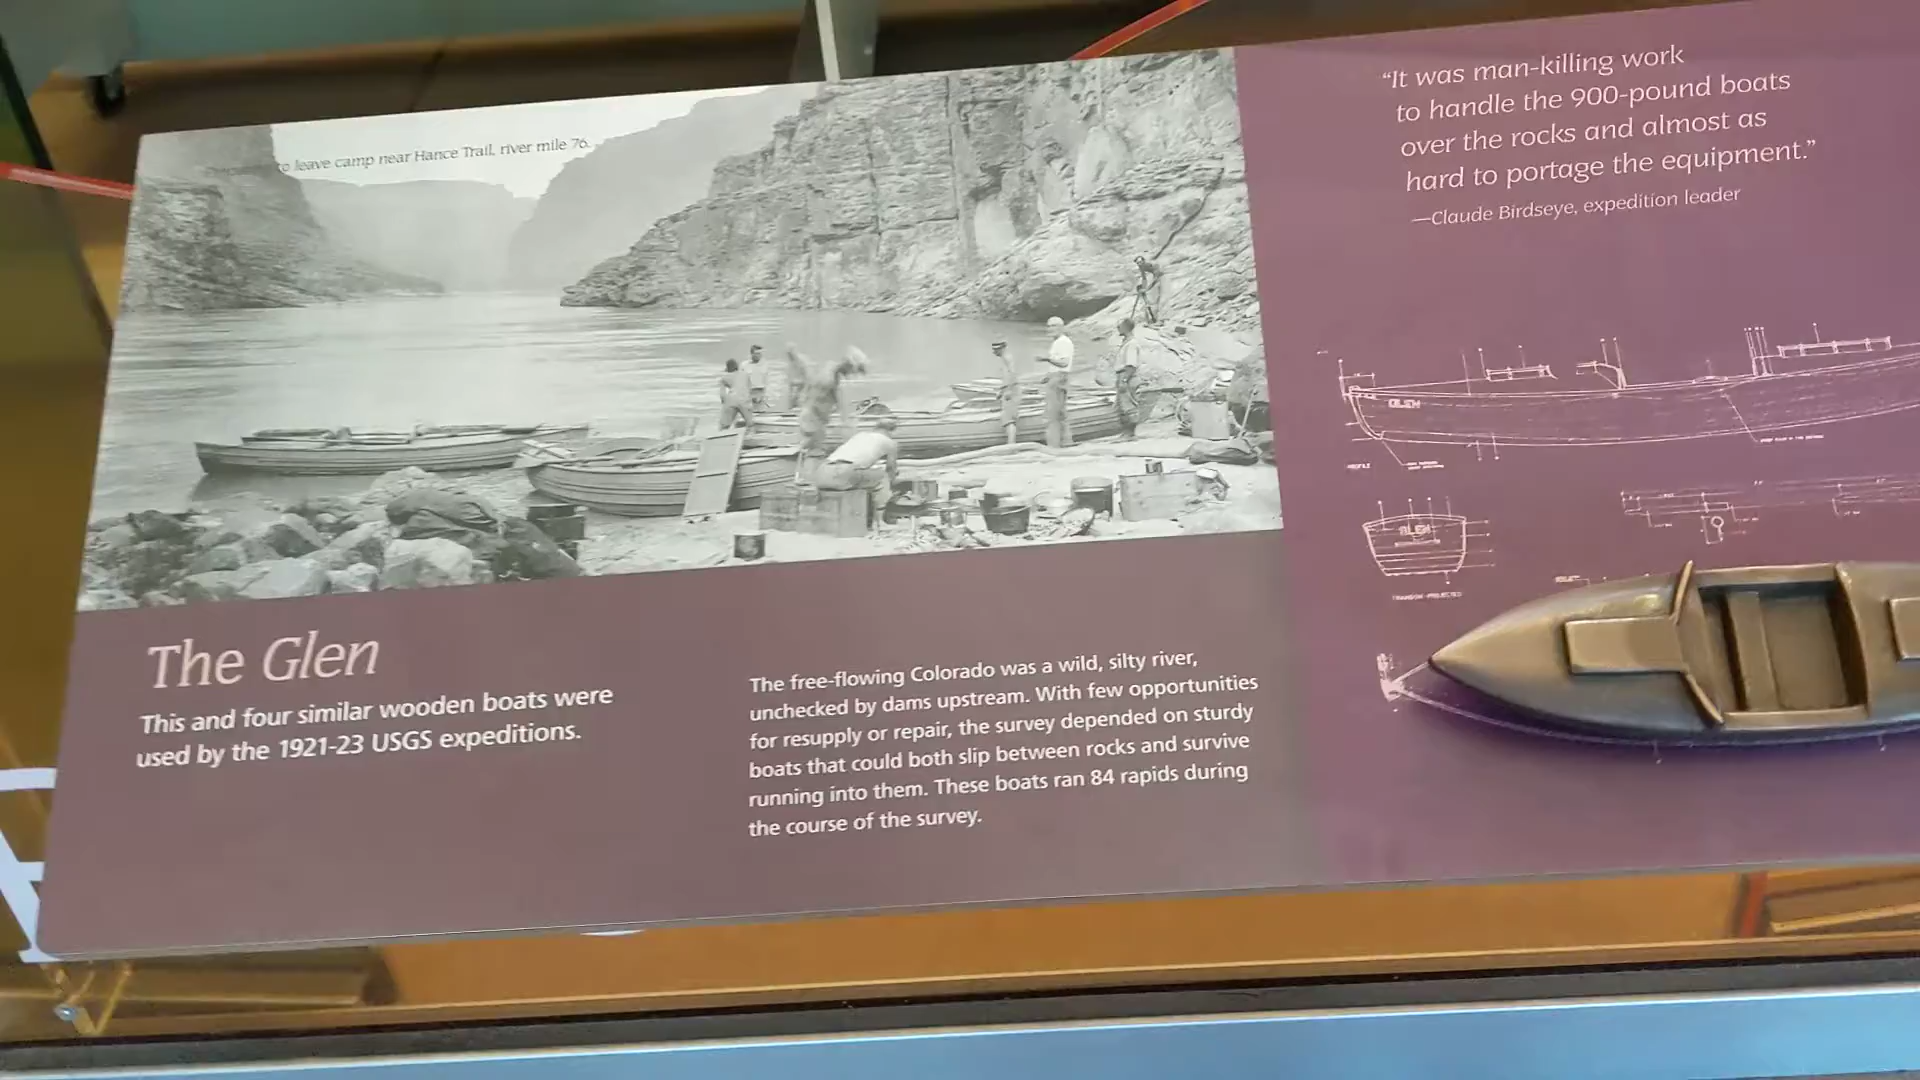 to leave camp near Hance Trail, river mile 76.
"It was man-killing work
to handle the 900-pound boats
over the rocks and almost as
hard to portage the equipment."
—Claude Birdseye, expedition leader
GLEN
GLEN
TRANSOM-PROJECTED
The Glen
This and four similar wooden boats were
used by the 1921-23 USGS expeditions.
The free-flowing Colorado was a wild, silty river,
unchecked by dams upstream. With few opportunities
for resupply or repair, the survey depended on sturdy
boats that could both slip between rocks and survive
running into them. These boats ran 84 rapids during
the course of the survey.